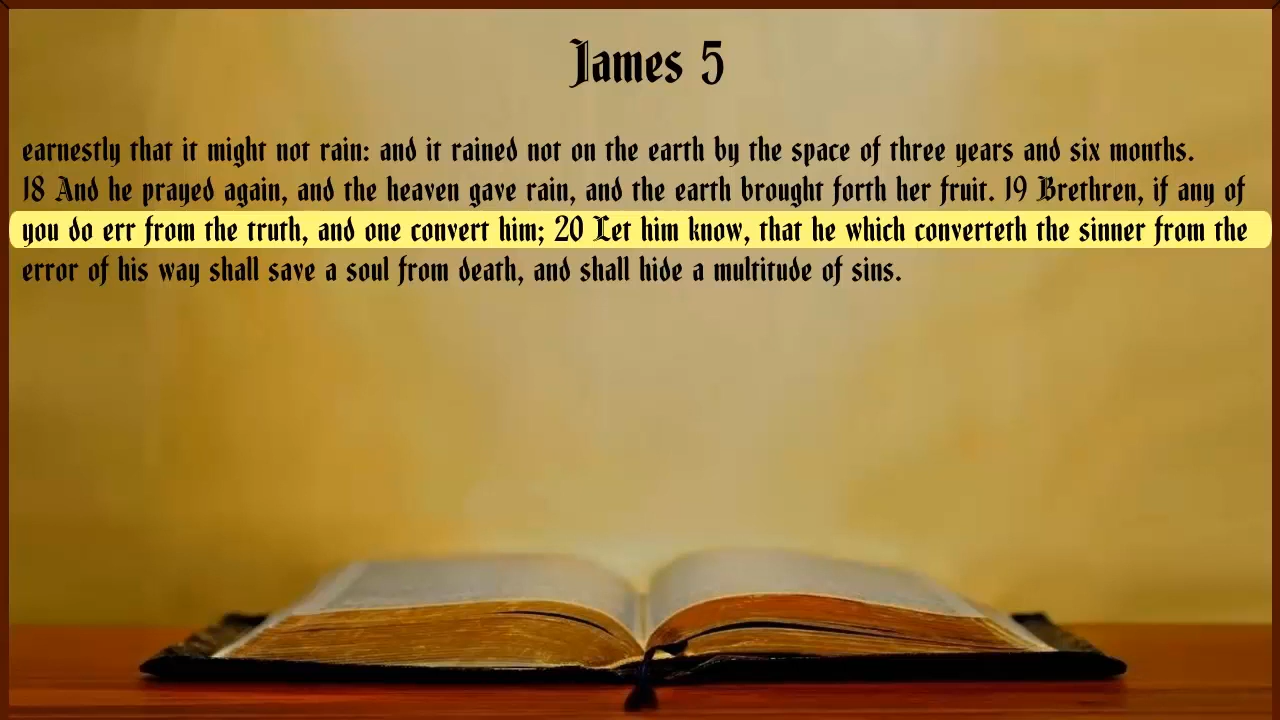 James 5
earnestly that it might not rain: and it rained not on the earth by the space of three years and six months.
18 And he prayed again, and the heaven gave rain, and the earth brought forth her fruit. 19 Brethren, if any of
you do err from the truth, and one convert him; 20 Let him know, that he which converteth the sinner from the
error of his way shall save a soul from death, and shall hide a multitude of sins.